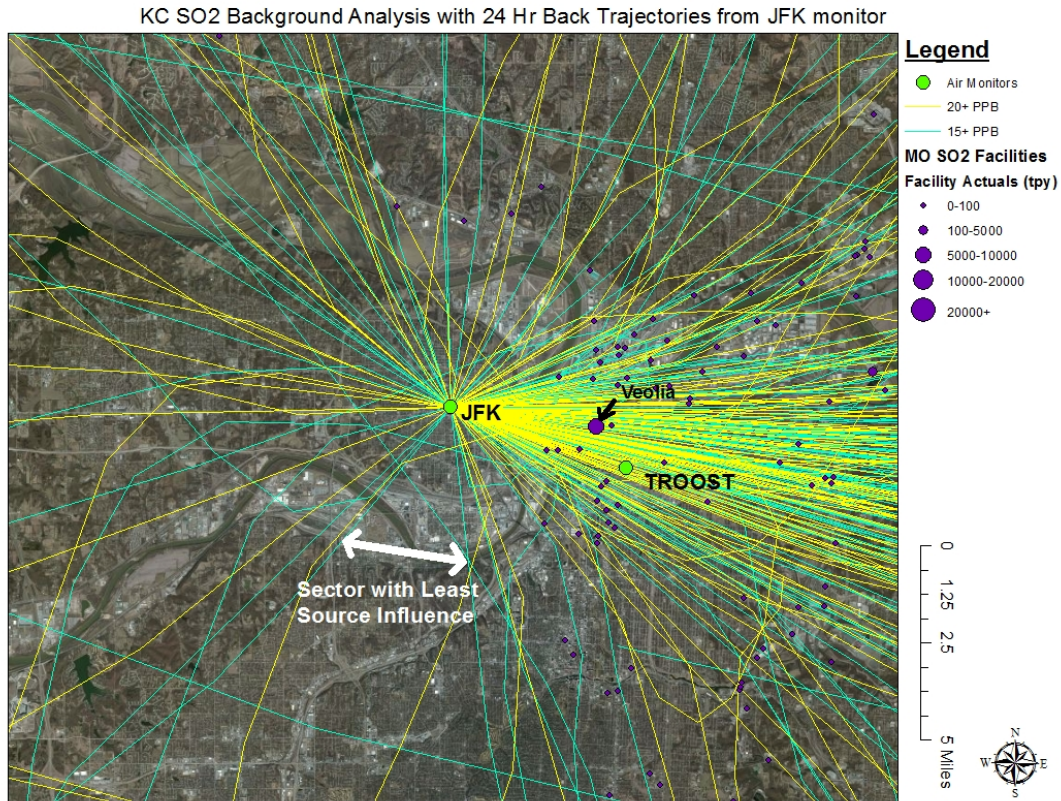 KC SO2 Background Analysis with 24 Hr Back Trajectories from JFK monitor
Legend
Air Monitors
20+ PPB
15+ PPB
MO SO2 Facilities
Facility Actuals (tpy)
0-100
100-5000
5000-10000
10000-20000
20000+
Veolia
JFK
TROOST
Sector with Least
Source Influence
0
1.25
2.5
5 Miles
N
W
E
S